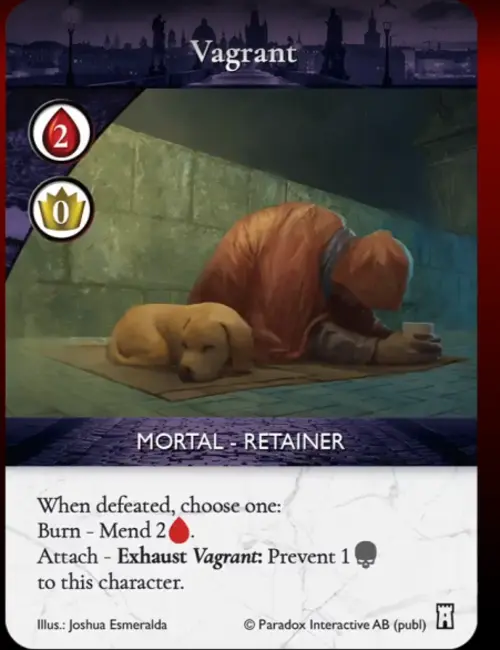 Vagrant
2
0
MORTAL - RETAINER
When defeated, choose one:
Burn - Mend 2.
Attach - Exhaust Vagrant: Prevent 1
to this character.
Illus.: Joshua Esmeralda
© Paradox Interactive AB (publ)